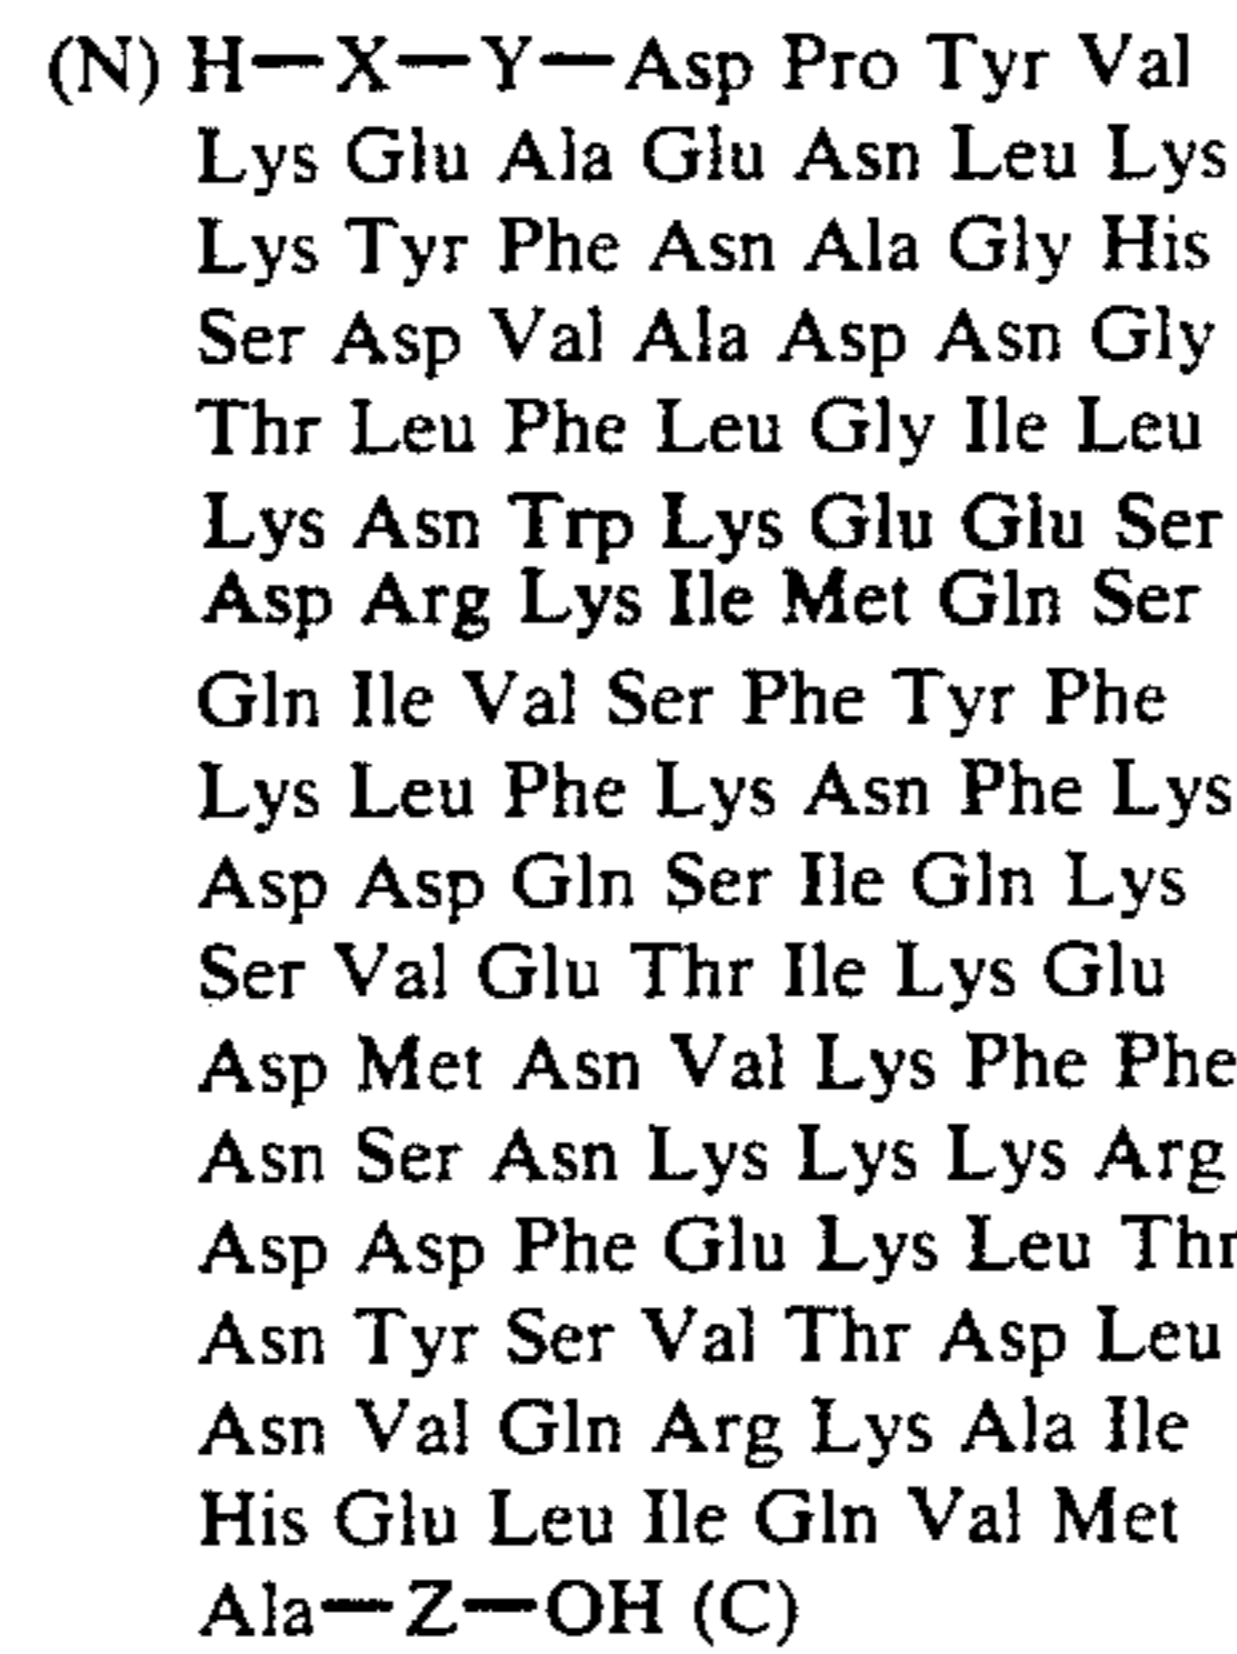 (N) H—X—Y—Asp Pro Tyr Val
Lys Glu Ala Glu Asn Leu Lys
Lys Tyr Phe Asn Ala Gly His
Ser Asp Val Ala Asp Asn Gly
Thr Leu Phe Leu Gly Ile Leu
Lys Asn Trp Lys Glu Glu Ser
Asp Arg Lys Ile Met Gln Ser
Gln Ile Val Ser Phe Tyr Phe
Lys Leu Phe Lys Asn Phe Lys
Asp Asp Gln Ser Ile Gln Lys
Ser Val Glu Thr Ile Lys Glu
Asp Met Asn Val Lys Phe Phe
Asn Ser Asn Lys Lys Lys Arg
Asp Asp Phe Glu Lys Leu Thr
Asn Tyr Ser Val Thr Asp Leu
Asn Val Gln Arg Lys Ala Ile
His Glu Leu Ile Gln Val Met
Ala—Z—OH (C)